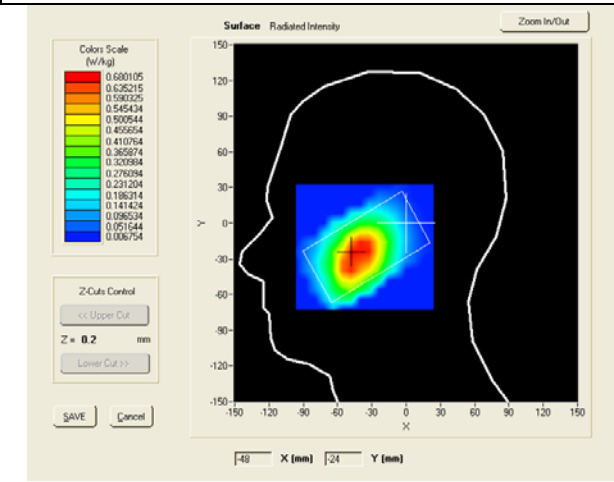 Surface Radiated Intensity
Zoom In/Out
Colors Scale
(W/kg)
0.680105
0.635215
0.590325
0.545434
0.500544
0.455654
0.410764
0.365874
0.320984
0.276094
0.231204
0.186314
0.141424
0.096534
0.051644
0.006754
Z-Cuts Control
<< Upper Cut
Z = 0.2 mm
Lower Cut >>
SAVE Cancel
150
120
90
60
30
0
-30
-60
-90
-120
-150
Y
-150 -120 -90 -60 -30 0 30 60 90 120 150
X
-48 X (mm) -24 Y (mm)